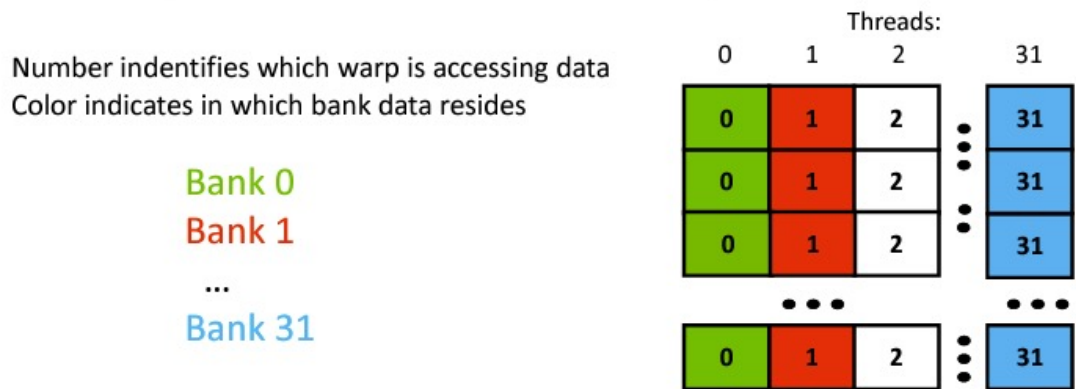 Threads:
0 1 2 31
Number indentifies which warp is accessing data
Color indicates in which bank data resides
Bank 0
Bank 1
...
Bank 31
0 1 2 31
0 1 2 31
0 1 2 31
0 1 2 31